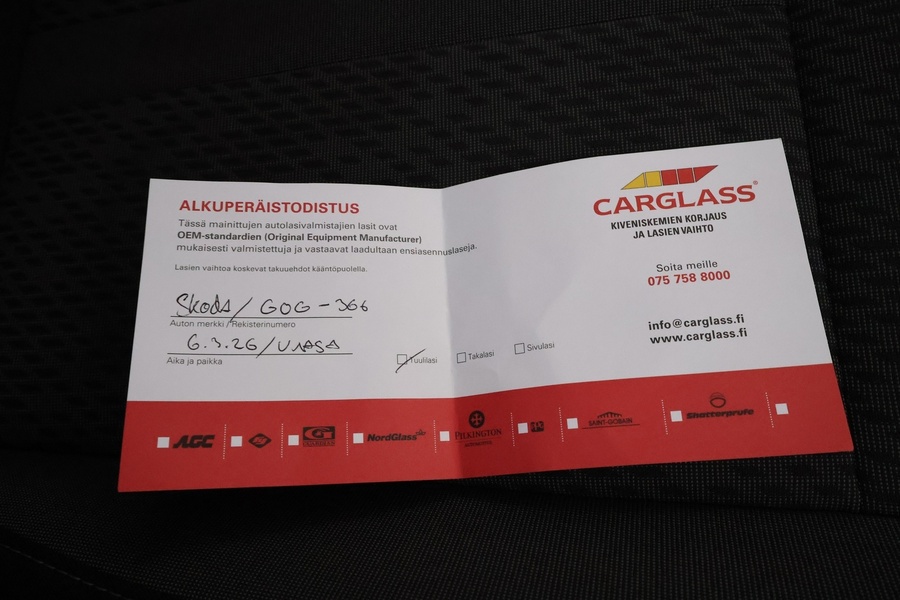 ALKUPERÄISTODISTUS
Tässä mainittujen autolasivalmistajien lasit ovat
OEM-standardien (Original Equipment Manufacturer)
mukaisesti valmistettuja ja vastaavat laadultaan ensiasennuslaseja.
Lasien vaihtoa koskevat takuuehdot kääntöpuolella.
Skoda / GOG-366
Auton merkki / Rekisterinumero
6.3.26 / VAASA
Aika ja paikka
Tuulilasi
Takalasi
Sivulasi
CARGLASS®
KIVENISKEMIEN KORJAUS
JA LASIEN VAIHTO
Soita meille
075 758 8000
info@carglass.fi
www.carglass.fi
AGC
GUARDIAN
NordGlass
PILKINGTON
AUTOMOTIVE
SAINT-GOBAIN
Shatterprufe